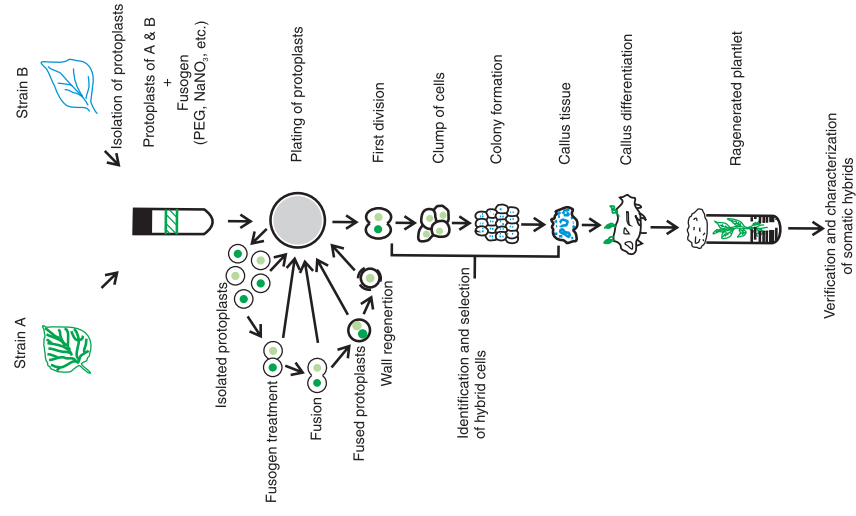 Strain A
Strain B
Isolation of protoplasts
Protoplasts of A & B
+
Fusogen
(PEG, NaNO₃, etc.)
Isolated protoplasts
Fusogen treatment
Fusion
Fused protoplasts
Wall regenertion
Plating of protoplasts
First division
Clump of cells
Colony formation
Callus tissue
Identification and selection
of hybrid cells
Callus differentiation
Ragenerated plantlet
Verification and characterization
of somatic hybrids